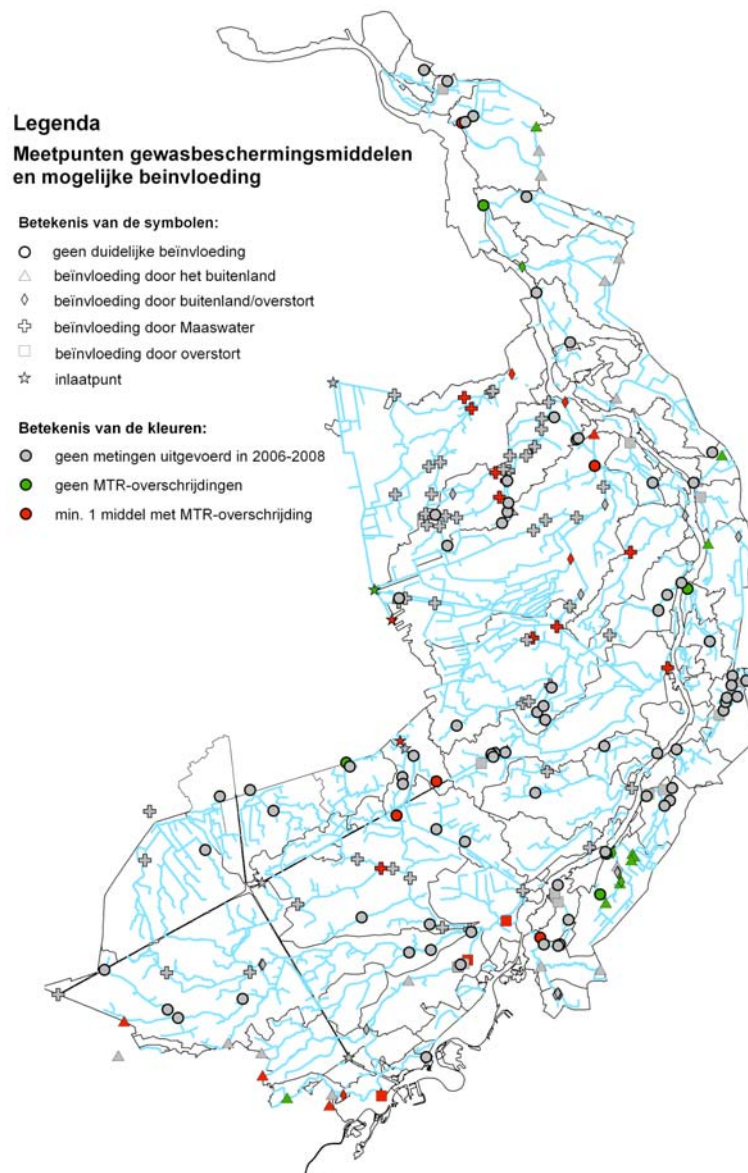 Legenda
Meetpunten gewasbeschermingsmiddelen
en mogelijke beinvloeding
Betekenis van de symbolen:
geen duidelijke beïnvloeding
beïnvloeding door het buitenland
beïnvloeding door buitenland/overstort
beïnvloeding door Maaswater
beïnvloeding door overstort
inlaatpunt
Betekenis van de kleuren:
geen metingen uitgevoerd in 2006-2008
geen MTR-overschrijdingen
min. 1 middel met MTR-overschrijding